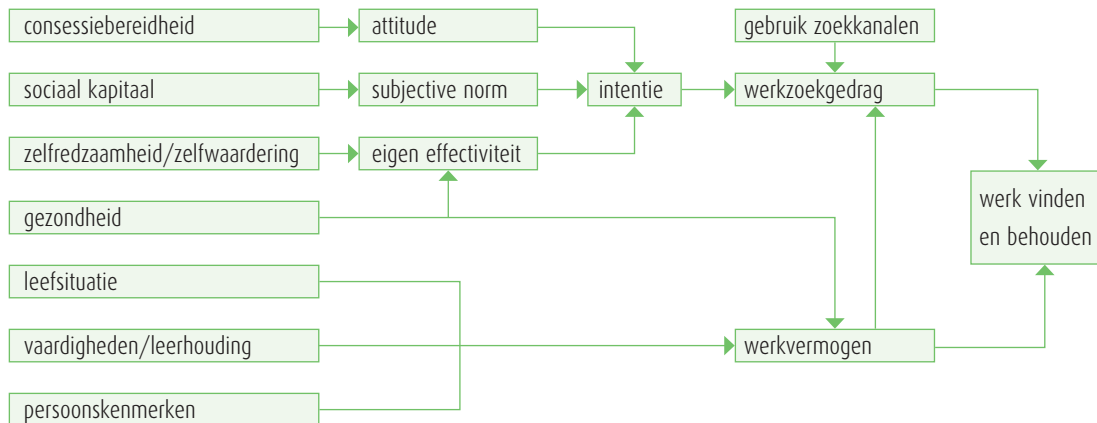 consessiebereidheid
attitude
gebruik zoekkanalen
sociaal kapitaal
subjective norm
intentie
werkzoekgedrag
zelfredzaamheid/zelfwaardering
eigen effectiviteit
gezondheid
werk vinden
en behouden
leefsituatie
vaardigheden/leerhouding
werkvermogen
persoonskenmerken